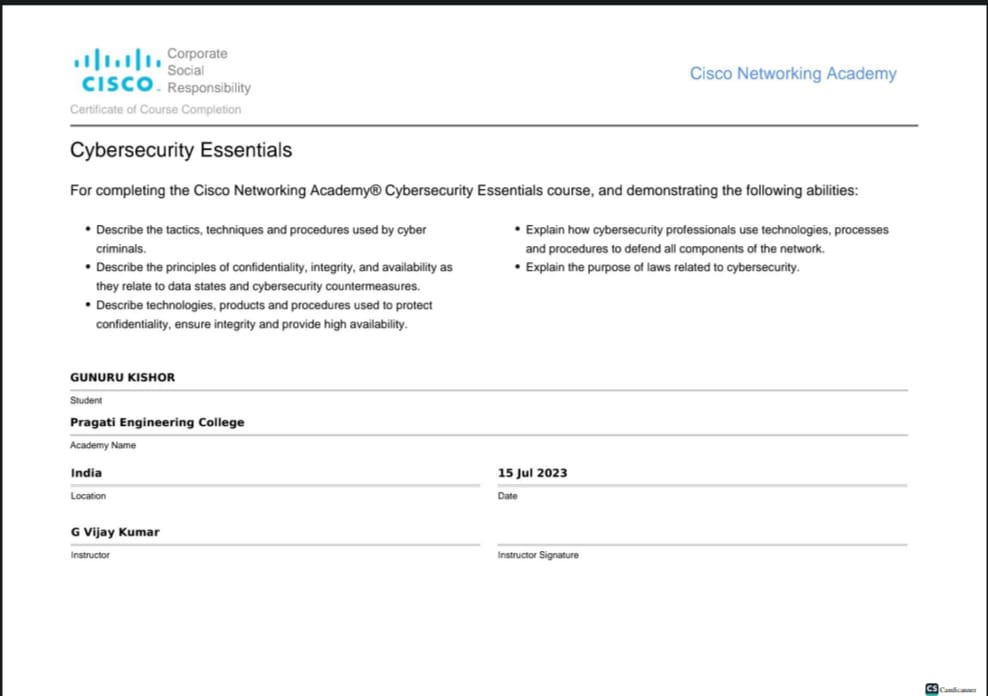 Corporate
Social
CISCO Responsibility
Cisco Networking Academy
Certificate of Course Completion
Cybersecurity Essentials
For completing the Cisco Networking Academy® Cybersecurity Essentials course, and demonstrating the following abilities:
• Describe the tactics, techniques and procedures used by cyber
criminals.
• Describe the principles of confidentiality, integrity, and availability as
they relate to data states and cybersecurity countermeasures.
• Describe technologies, products and procedures used to protect
confidentiality, ensure integrity and provide high availability.
• Explain how cybersecurity professionals use technologies, processes
and procedures to defend all components of the network.
• Explain the purpose of laws related to cybersecurity.
GUNURU KISHOR
Student
Pragati Engineering College
Academy Name
India
Location
15 Jul 2023
Date
G Vijay Kumar
Instructor
Instructor Signature
CS CamScanner